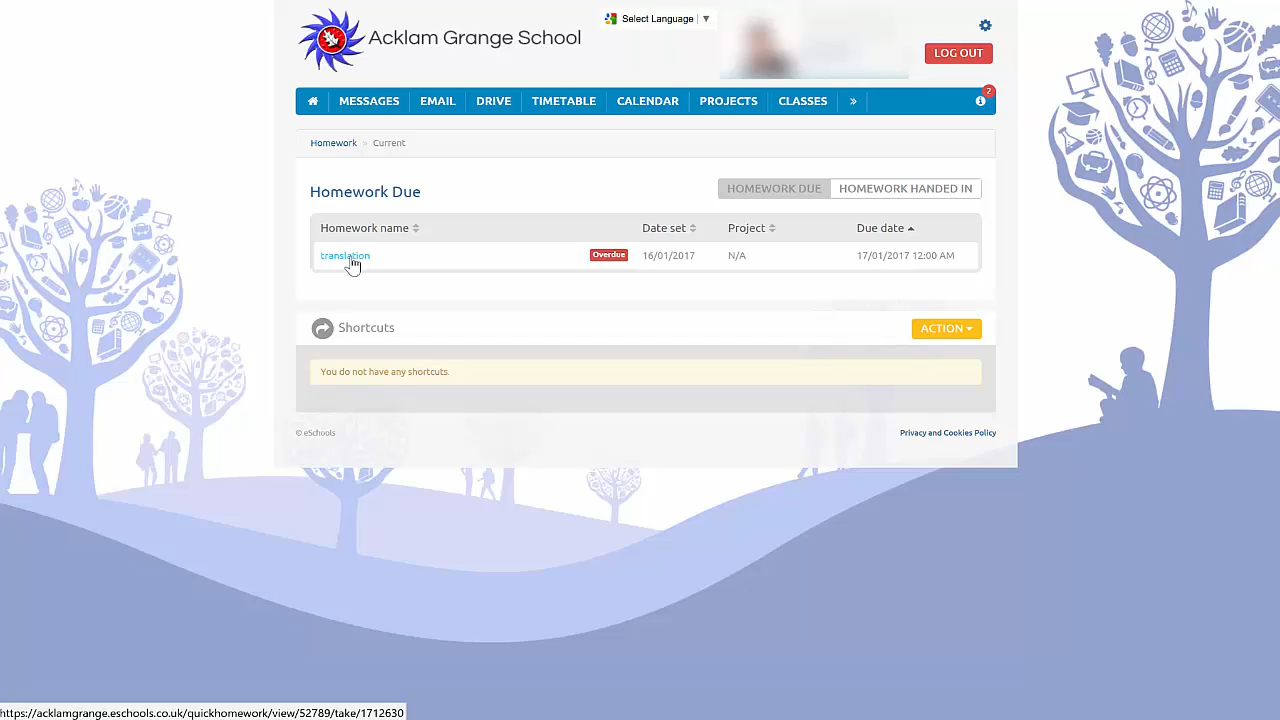 Select Language ▼
Acklam Grange School
LOG OUT
MESSAGES EMAIL DRIVE TIMETABLE CALENDAR PROJECTS CLASSES » 2
Homework » Current
Homework Due HOMEWORK DUE HOMEWORK HANDED IN
Homework name Date set Project Due date
translation Overdue 16/01/2017 N/A 17/01/2017 12:00 AM
Shortcuts ACTION
You do not have any shortcuts.
© eSchools Privacy and Cookies Policy
https://acklamgrange.eschools.co.uk/quickhomework/view/52789/take/1712630